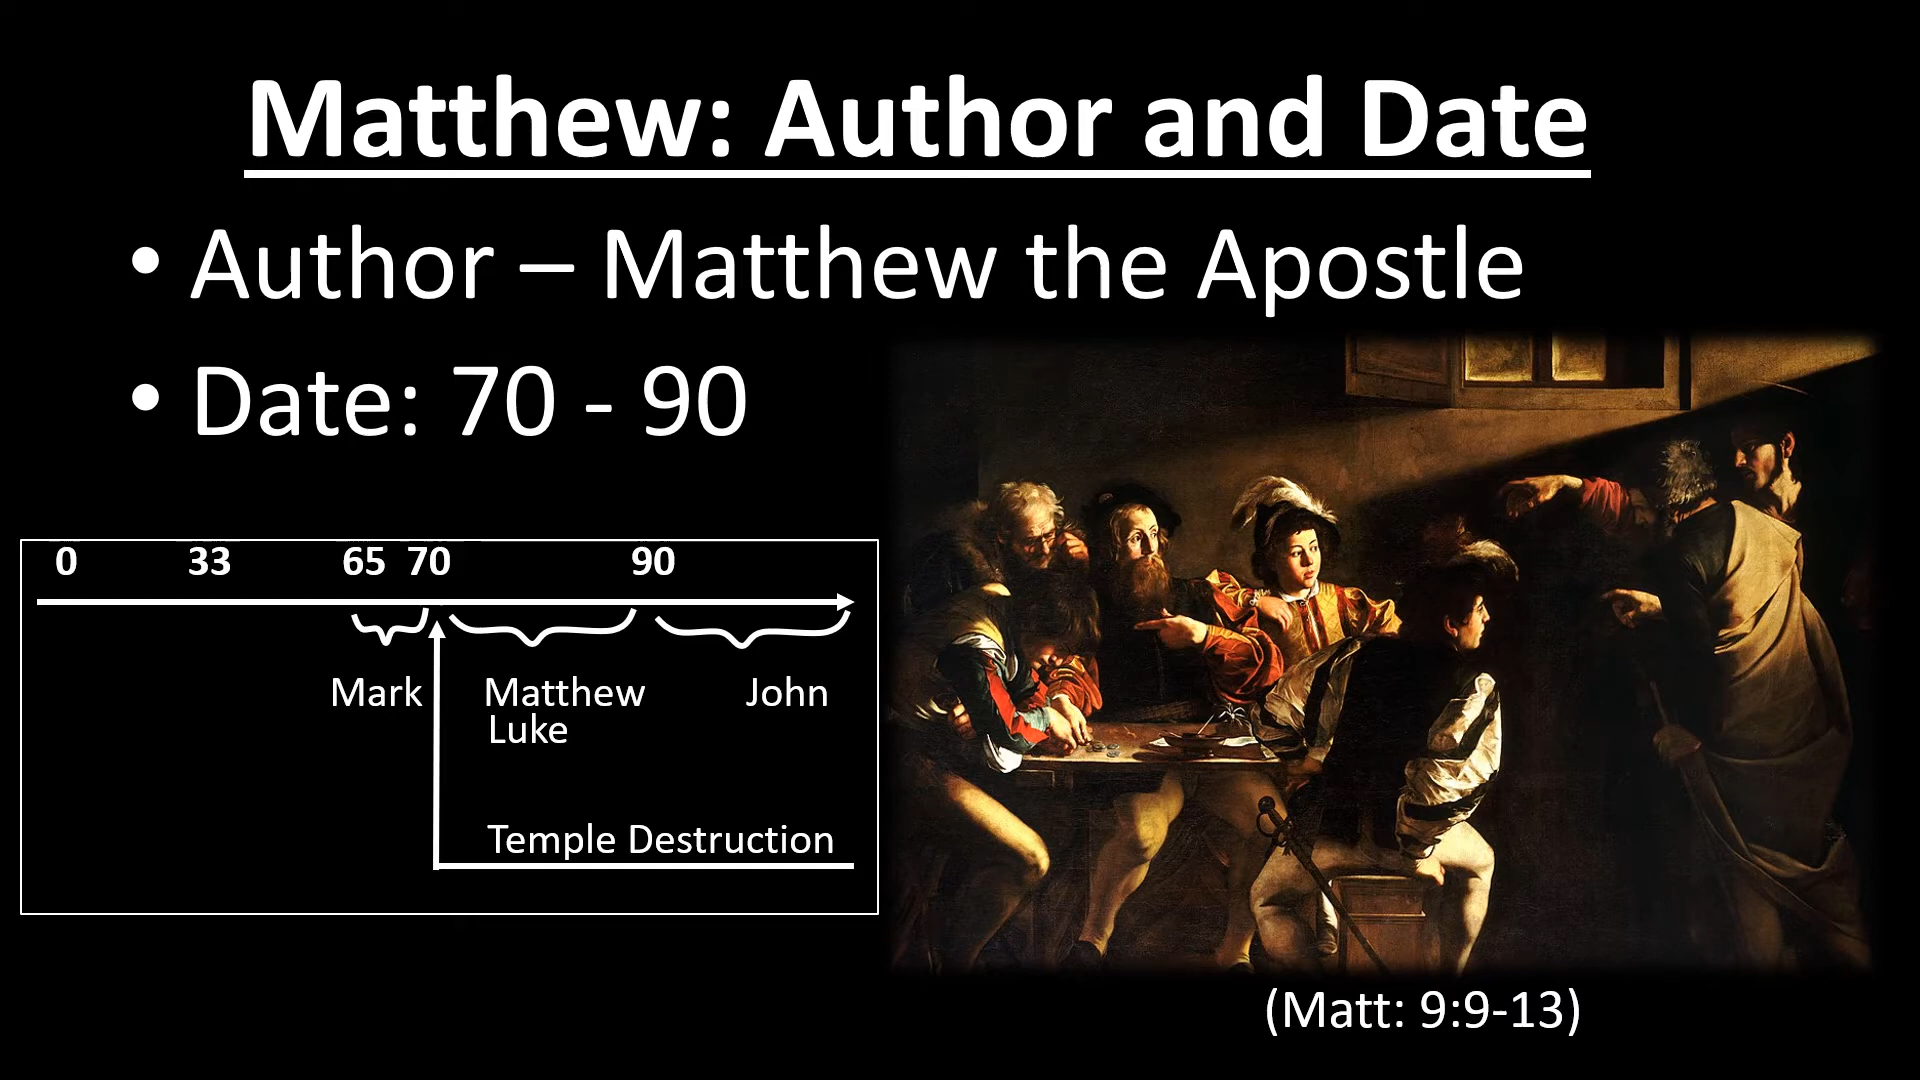 Matthew: Author and Date
• Author – Matthew the Apostle
• Date: 70 - 90
0 33 65 70 90
Mark Matthew John
Luke
Temple Destruction
(Matt: 9:9-13)